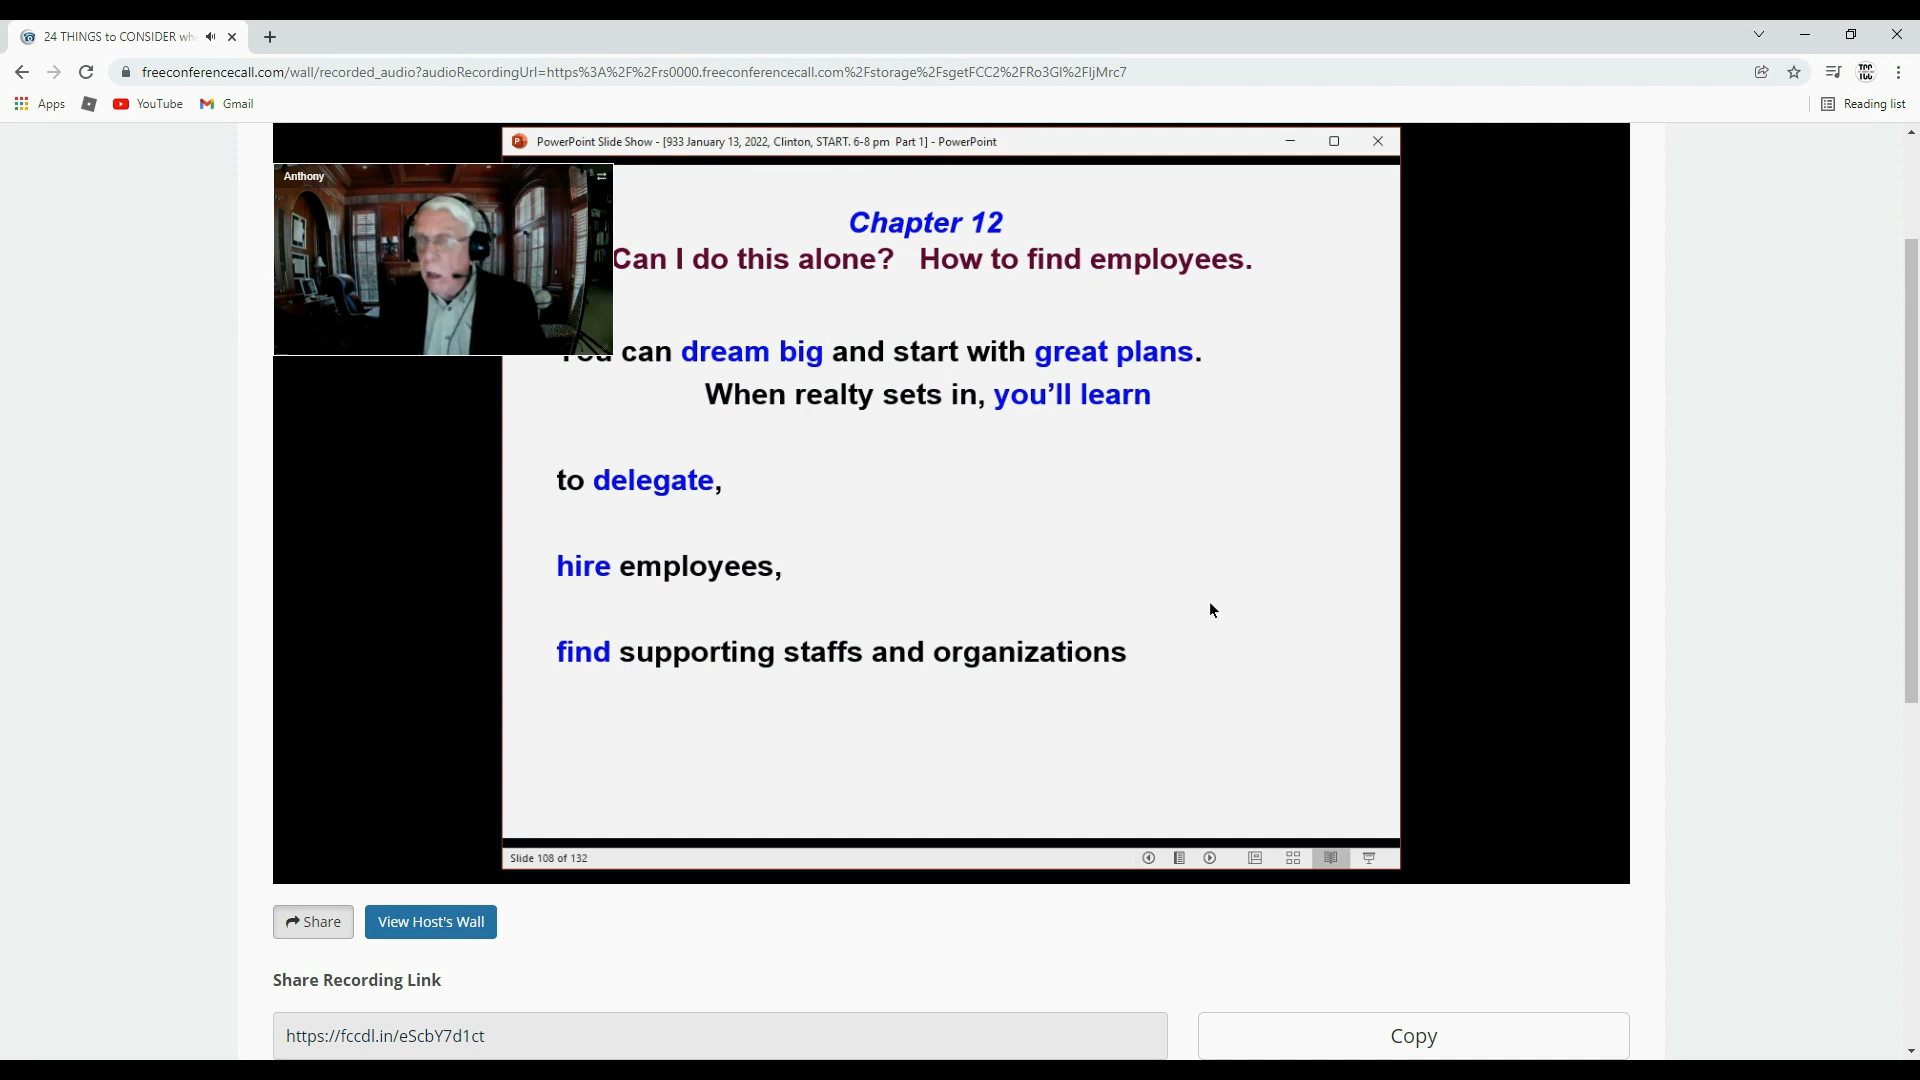 24 THINGS to CONSIDER wh
freeconferencecall.com/wall/recorded_audio?audioRecordingUrl=https%3A%2F%2Frs0000.freeconferencecall.com%2Fstorage%2FsgetFCC2%2FRo3GI%2FIjMrc7
Apps YouTube Gmail Reading list
PowerPoint Slide Show - [933 January 13, 2022, Clinton, START. 6-8 pm Part 1] - PowerPoint
Anthony
Chapter 12
Can I do this alone? How to find employees.
can dream big and start with great plans.
When realty sets in, you’ll learn
to delegate,
hire employees,
find supporting staffs and organizations
Slide 108 of 132
Share View Host's Wall
Share Recording Link
https://fccdl.in/eScbY7d1ct Copy